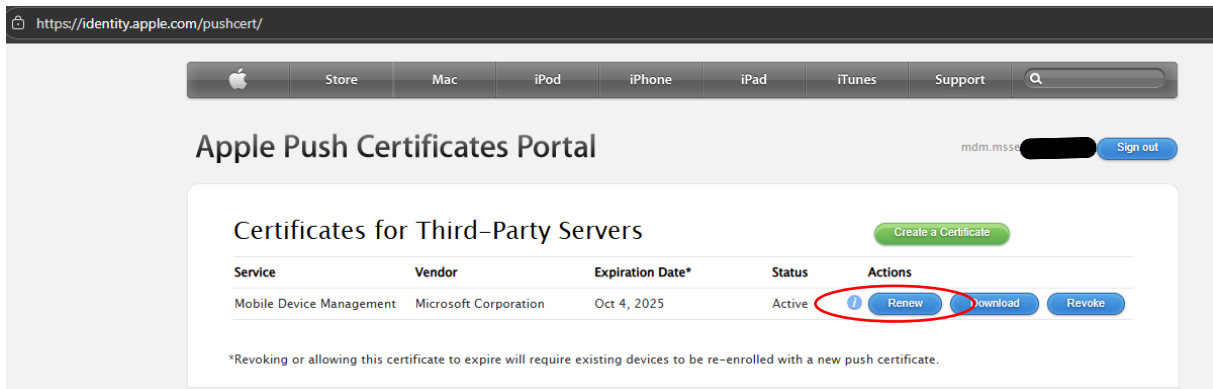 https://identity.apple.com/pushcert/
Store Mac iPod iPhone iPad iTunes Support
Apple Push Certificates Portal
mdm.msse Sign out
Certificates for Third-Party Servers
Create a Certificate
Service Vendor Expiration Date* Status Actions
Mobile Device Management Microsoft Corporation Oct 4, 2025 Active i Renew Download Revoke
*Revoking or allowing this certificate to expire will require existing devices to be re-enrolled with a new push certificate.